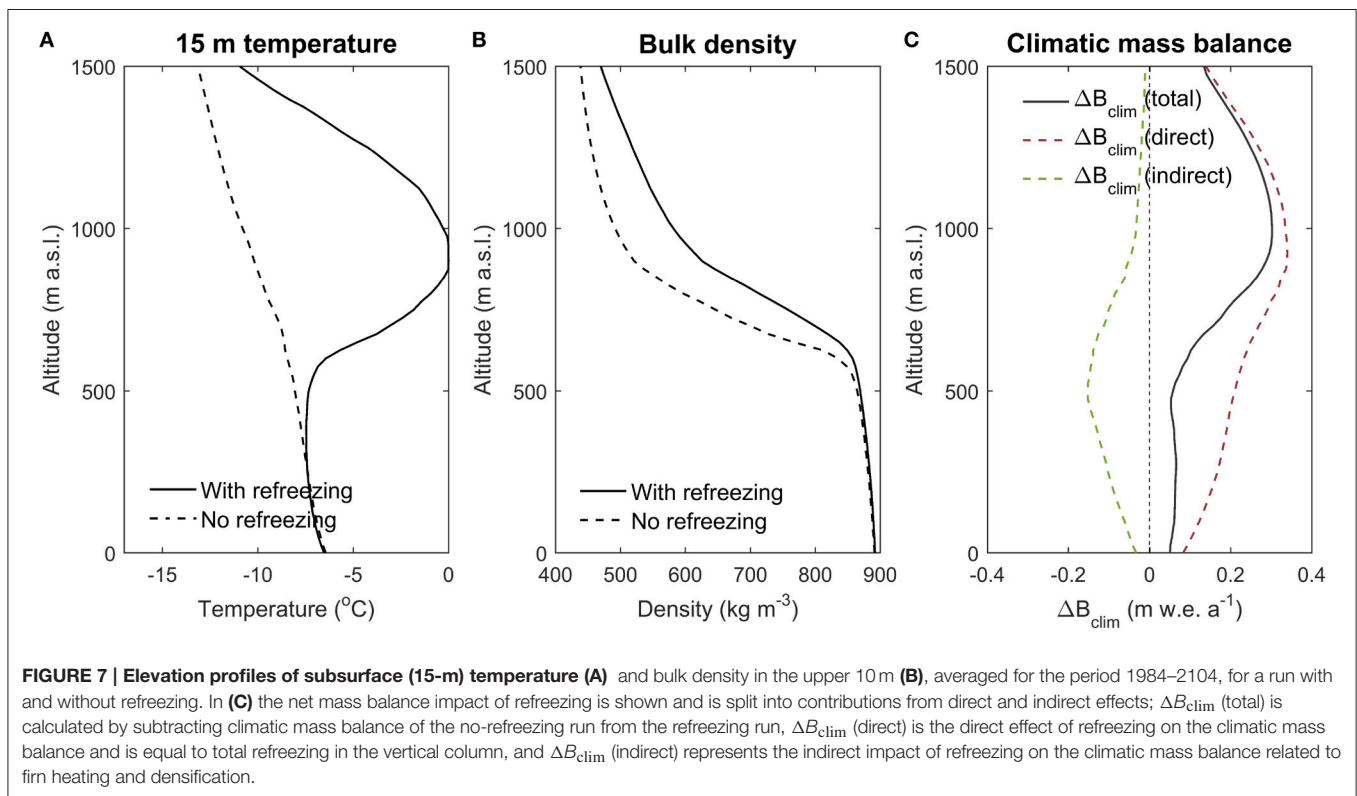 A
15 m temperature
1500
1000
500
0
Altitude (m a.s.l.)
With refreezing
No refreezing
-15
-10
-5
0
Temperature (°C)
B
Bulk density
1500
1000
500
0
Altitude (m a.s.l.)
With refreezing
No refreezing
400
500
600
700
800
900
Density (kg m⁻³)
C
Climatic mass balance
1500
1000
500
0
Altitude (m a.s.l.)
ΔB_clim (total)
ΔB_clim (direct)
ΔB_clim (indirect)
-0.4
-0.2
0
0.2
0.4
ΔB_clim (m w.e. a⁻¹)
FIGURE 7 | Elevation profiles of subsurface (15-m) temperature (A) and bulk density in the upper 10 m (B), averaged for the period 1984–2104, for a run with
and without refreezing. In (C) the net mass balance impact of refreezing is shown and is split into contributions from direct and indirect effects; ΔB_clim (total) is
calculated by subtracting climatic mass balance of the no-refreezing run from the refreezing run, ΔB_clim (direct) is the direct effect of refreezing on the climatic mass
balance and is equal to total refreezing in the vertical column, and ΔB_clim (indirect) represents the indirect impact of refreezing on the climatic mass balance related to
firn heating and densification.